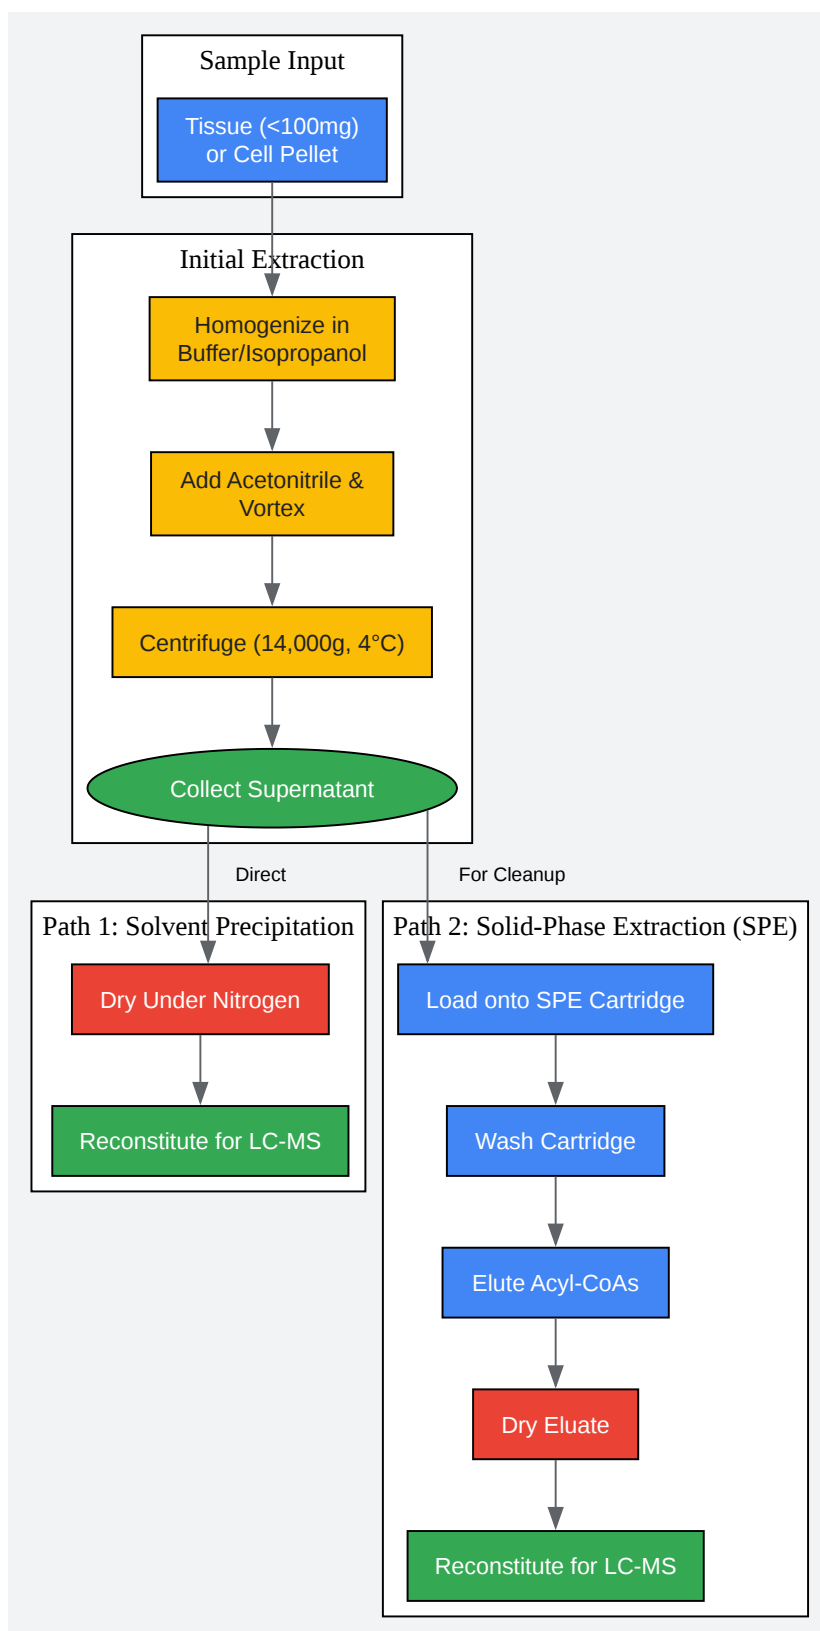 Sample Input
Tissue (<100mg)
or Cell Pellet
Initial Extraction
Homogenize in
Buffer/Isopropanol
Add Acetonitrile &
Vortex
Centrifuge (14,000g, 4°C)
Collect Supernatant
Direct
For Cleanup
Path 1: Solvent Precipitation
Dry Under Nitrogen
Reconstitute for LC-MS
Path 2: Solid-Phase Extraction (SPE)
Load onto SPE Cartridge
Wash Cartridge
Elute Acyl-CoAs
Dry Eluate
Reconstitute for LC-MS